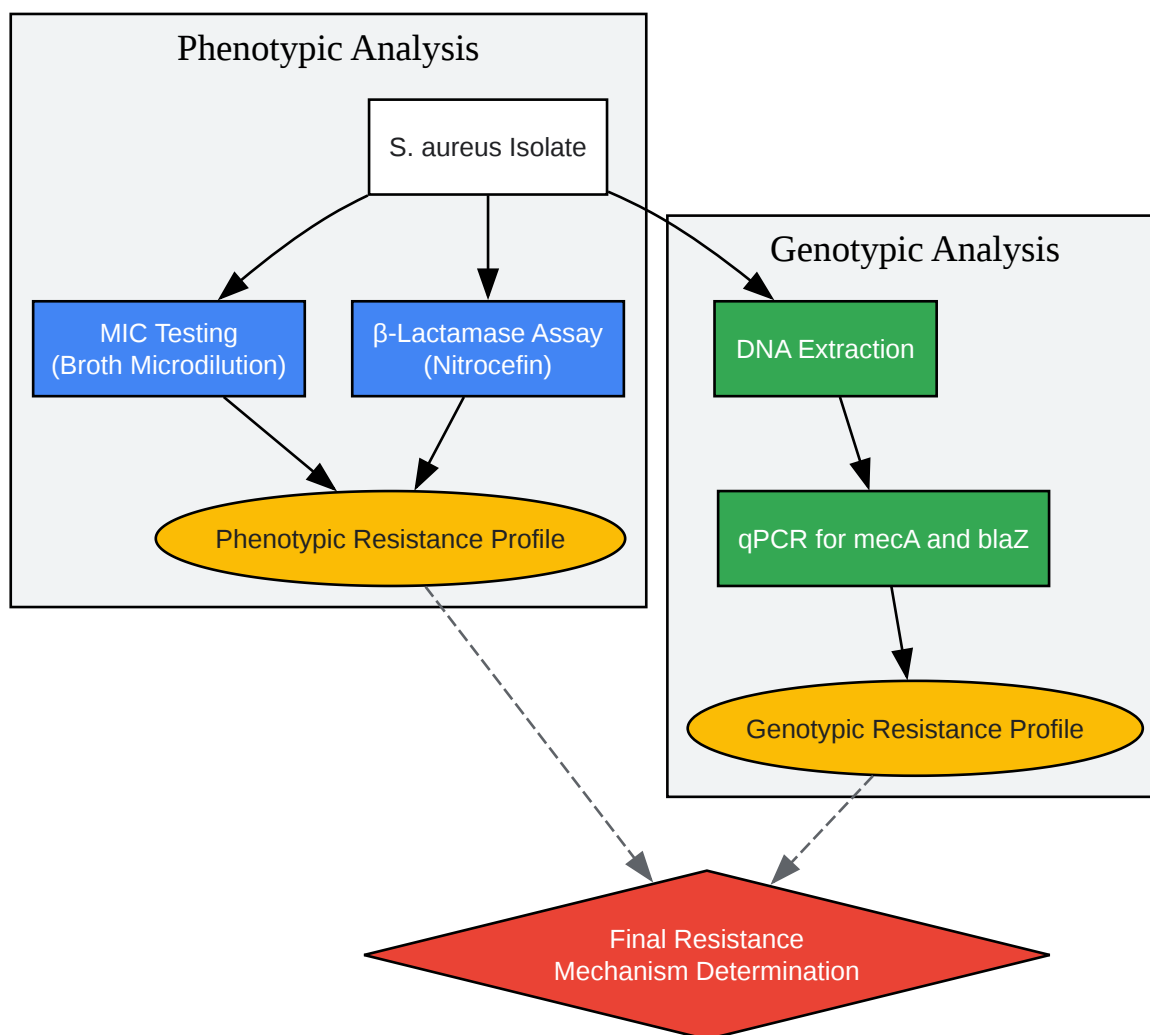 Phenotypic Analysis
S. aureus Isolate
Genotypic Analysis
MIC Testing
(Broth Microdilution)
β-Lactamase Assay
(Nitrocefin)
DNA Extraction
Phenotypic Resistance Profile
qPCR for mecA and blaZ
Genotypic Resistance Profile
Final Resistance
Mechanism Determination